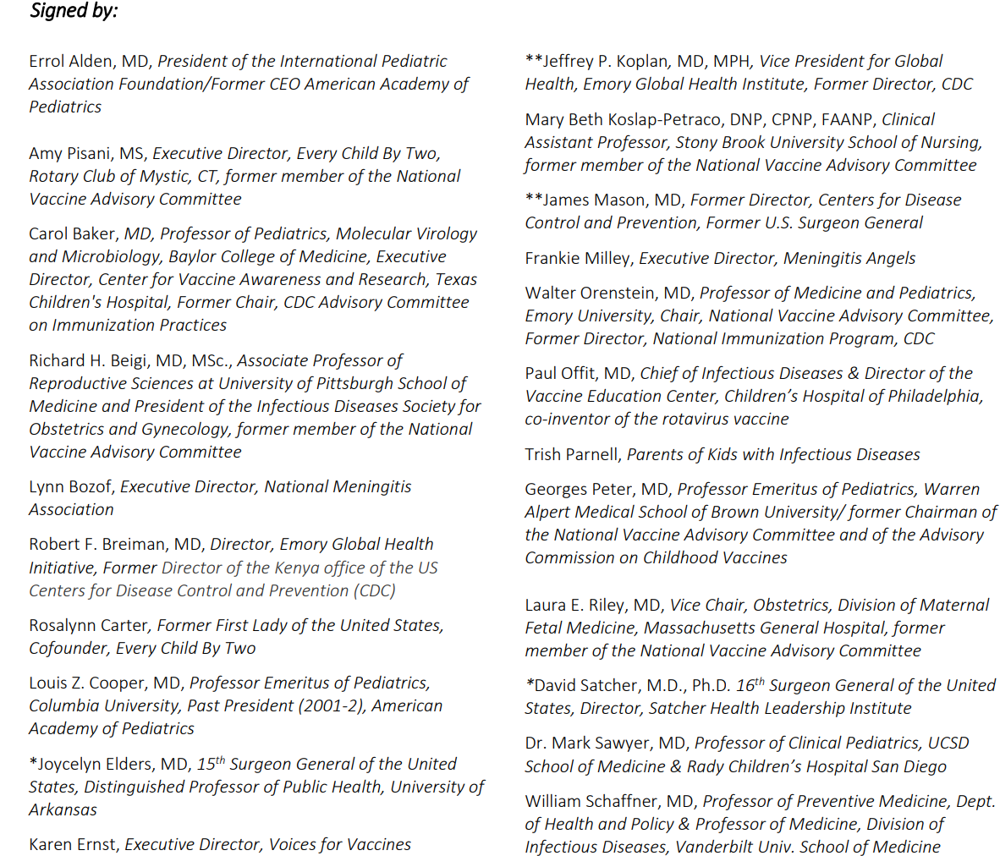 Signed by:
Errol Alden, MD, President of the International Pediatric
Association Foundation/Former CEO American Academy of
Pediatrics
Amy Pisani, MS, Executive Director, Every Child By Two,
Rotary Club of Mystic, CT, former member of the National
Vaccine Advisory Committee
Carol Baker, MD, Professor of Pediatrics, Molecular Virology
and Microbiology, Baylor College of Medicine, Executive
Director, Center for Vaccine Awareness and Research, Texas
Children's Hospital, Former Chair, CDC Advisory Committee
on Immunization Practices
Richard H. Beigi, MD, MSc., Associate Professor of
Reproductive Sciences at University of Pittsburgh School of
Medicine and President of the Infectious Diseases Society for
Obstetrics and Gynecology, former member of the National
Vaccine Advisory Committee
Lynn Bozof, Executive Director, National Meningitis
Association
Robert F. Breiman, MD, Director, Emory Global Health
Initiative, Former Director of the Kenya office of the US
Centers for Disease Control and Prevention (CDC)
Rosalynn Carter, Former First Lady of the United States,
Cofounder, Every Child By Two
Louis Z. Cooper, MD, Professor Emeritus of Pediatrics,
Columbia University, Past President (2001-2), American
Academy of Pediatrics
*Joycelyn Elders, MD, 15th Surgeon General of the United
States, Distinguished Professor of Public Health, University of
Arkansas
Karen Ernst, Executive Director, Voices for Vaccines
**Jeffrey P. Koplan, MD, MPH, Vice President for Global
Health, Emory Global Health Institute, Former Director, CDC
Mary Beth Koslap-Petraco, DNP, CPNP, FAANP, Clinical
Assistant Professor, Stony Brook University School of Nursing,
former member of the National Vaccine Advisory Committee
**James Mason, MD, Former Director, Centers for Disease
Control and Prevention, Former U.S. Surgeon General
Frankie Milley, Executive Director, Meningitis Angels
Walter Orenstein, MD, Professor of Medicine and Pediatrics,
Emory University, Chair, National Vaccine Advisory Committee,
Former Director, National Immunization Program, CDC
Paul Offit, MD, Chief of Infectious Diseases & Director of the
Vaccine Education Center, Children’s Hospital of Philadelphia,
co-inventor of the rotavirus vaccine
Trish Parnell, Parents of Kids with Infectious Diseases
Georges Peter, MD, Professor Emeritus of Pediatrics, Warren
Alpert Medical School of Brown University/ former Chairman of
the National Vaccine Advisory Committee and of the Advisory
Commission on Childhood Vaccines
Laura E. Riley, MD, Vice Chair, Obstetrics, Division of Maternal
Fetal Medicine, Massachusetts General Hospital, former
member of the National Vaccine Advisory Committee
*David Satcher, M.D., Ph.D. 16th Surgeon General of the United
States, Director, Satcher Health Leadership Institute
Dr. Mark Sawyer, MD, Professor of Clinical Pediatrics, UCSD
School of Medicine & Rady Children’s Hospital San Diego
William Schaffner, MD, Professor of Preventive Medicine, Dept.
of Health and Policy & Professor of Medicine, Division of
Infectious Diseases, Vanderbilt Univ. School of Medicine